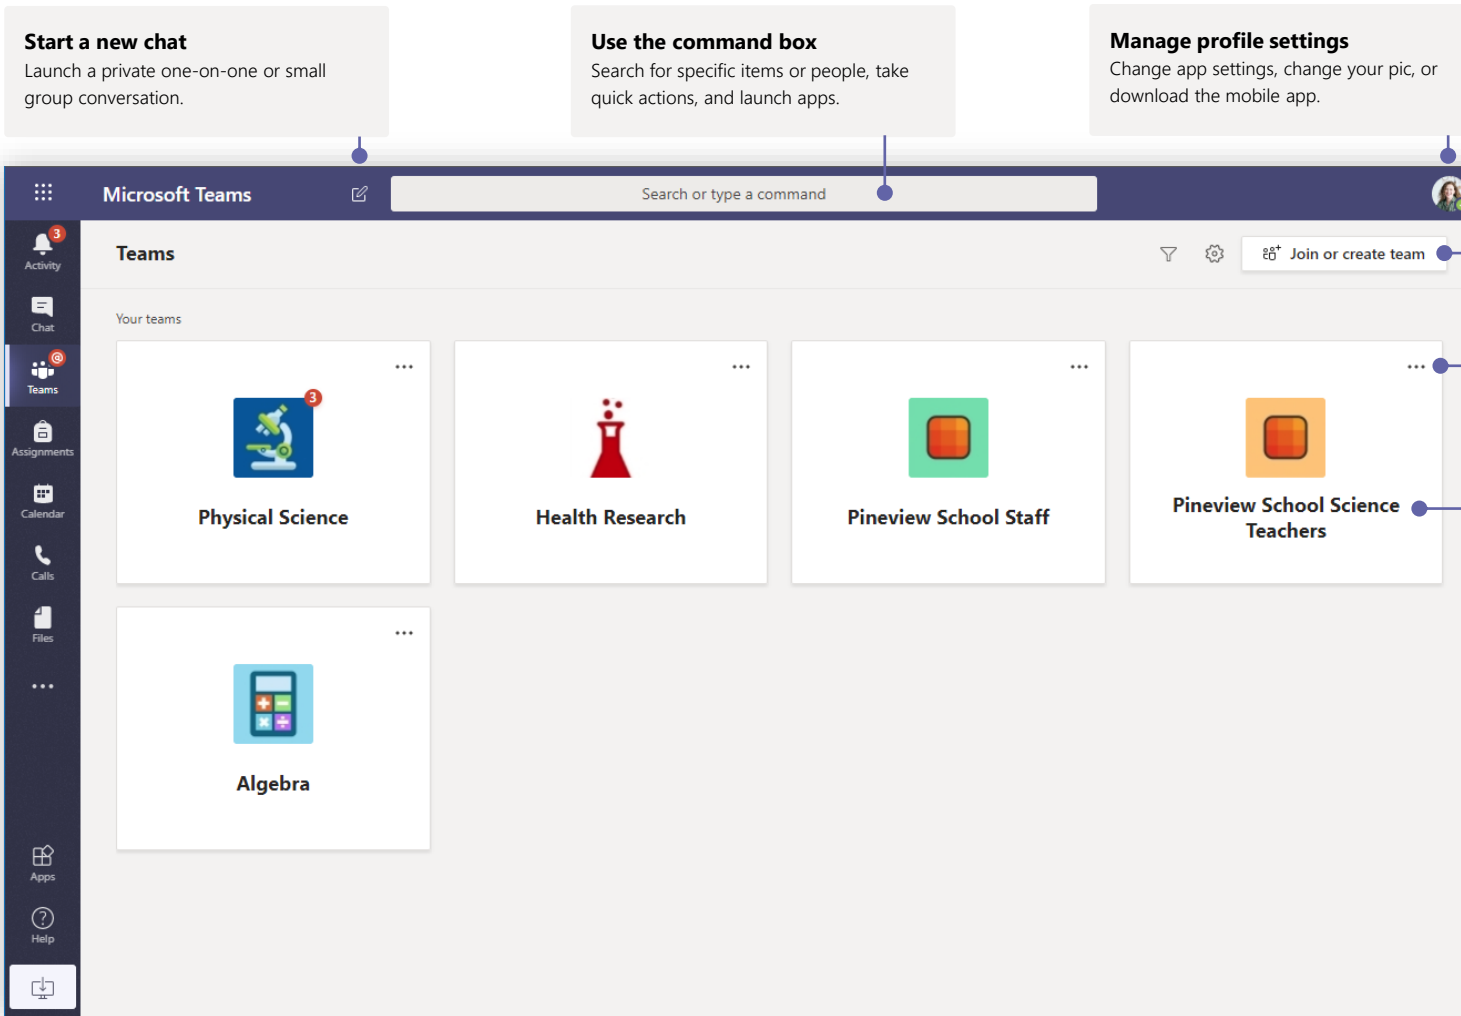 Start a new chat
Launch a private one-on-one or small
group conversation.
Use the command box
Search for specific items or people, take
quick actions, and launch apps.
Manage profile settings
Change app settings, change your pic, or
download the mobile app.
Microsoft Teams
Search or type a command
3
Activity
Chat
@
Teams
Assignments
Calendar
Calls
Files
Apps
Help
Teams
Join or create team
Your teams
3
Physical Science
Health Research
Pineview School Staff
Pineview School Science
Teachers
Algebra